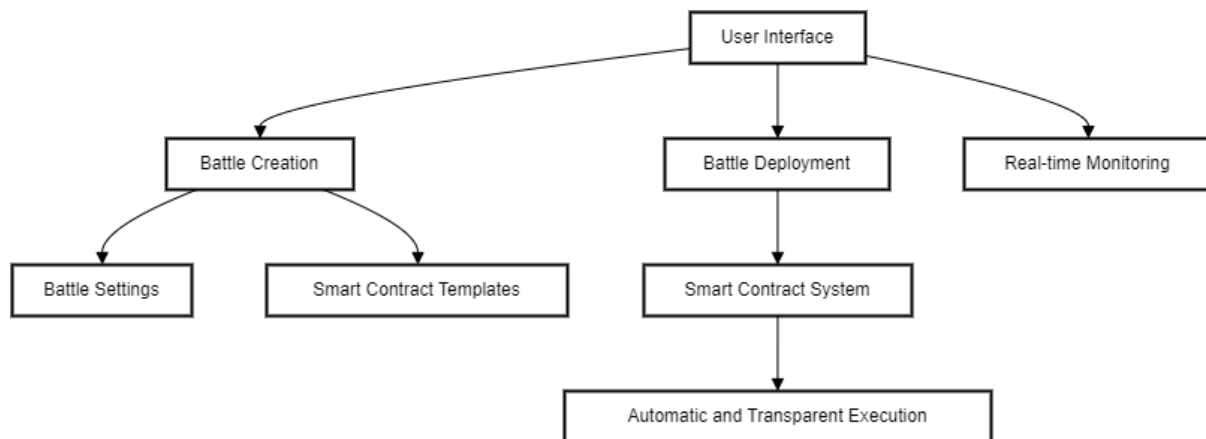 User Interface
Battle Creation
Battle Deployment
Real-time Monitoring
Battle Settings
Smart Contract Templates
Smart Contract System
Automatic and Transparent Execution